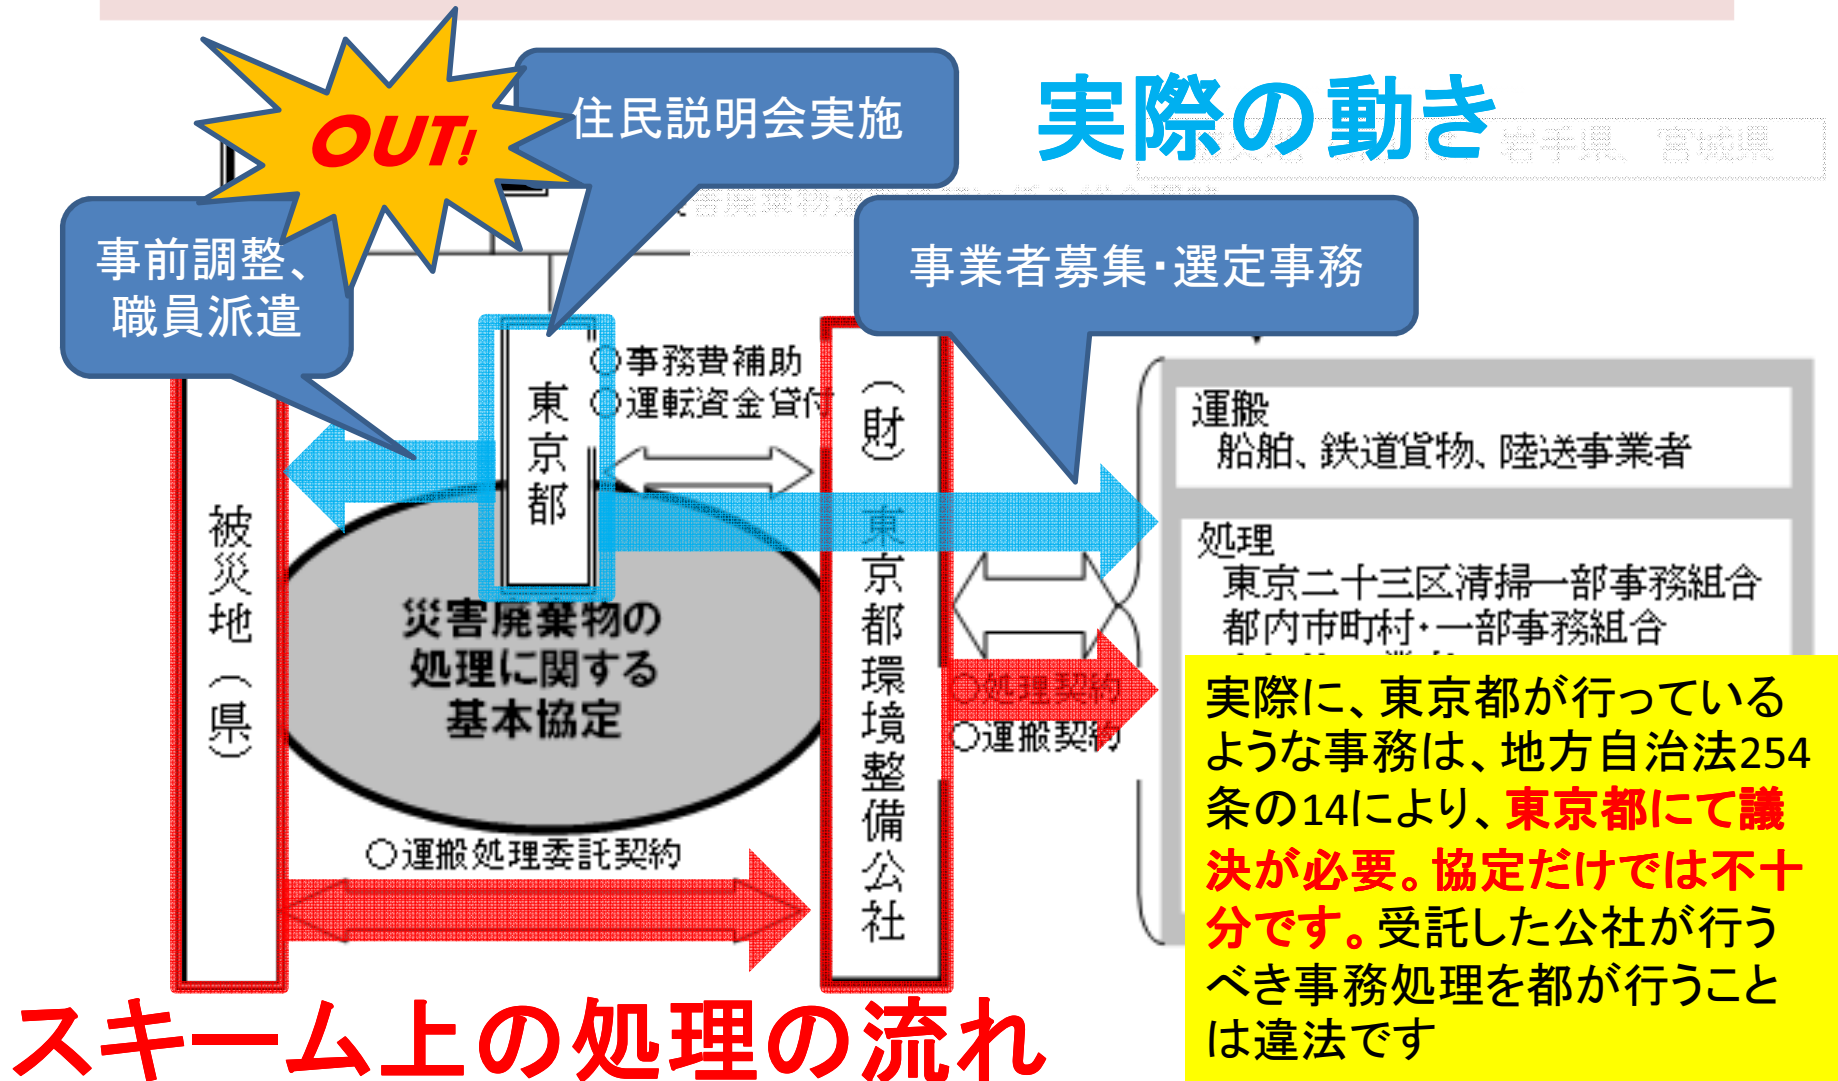 OUT!
住民説明会実施
実際の動き
岩手県、宮城県
事前調整、
職員派遣
事業者募集・選定事務
○事務費補助
○運転資金貸付
東京都
(財)東京都環境整備公社
被災地(県)
運搬
船舶、鉄道貨物、陸送事業者
処理
東京二十三区清掃一部事務組合
都内市町村・一部事務組合
災害廃棄物の
処理に関する
基本協定
○処理契約
○運搬契約
○運搬処理委託契約
実際に、東京都が行っている
ような事務は、地方自治法254
条の14により、東京都にて議
決が必要。協定だけでは不十
分です。受託した公社が行う
べき事務処理を都が行うこと
は違法です
スキーム上の処理の流れ